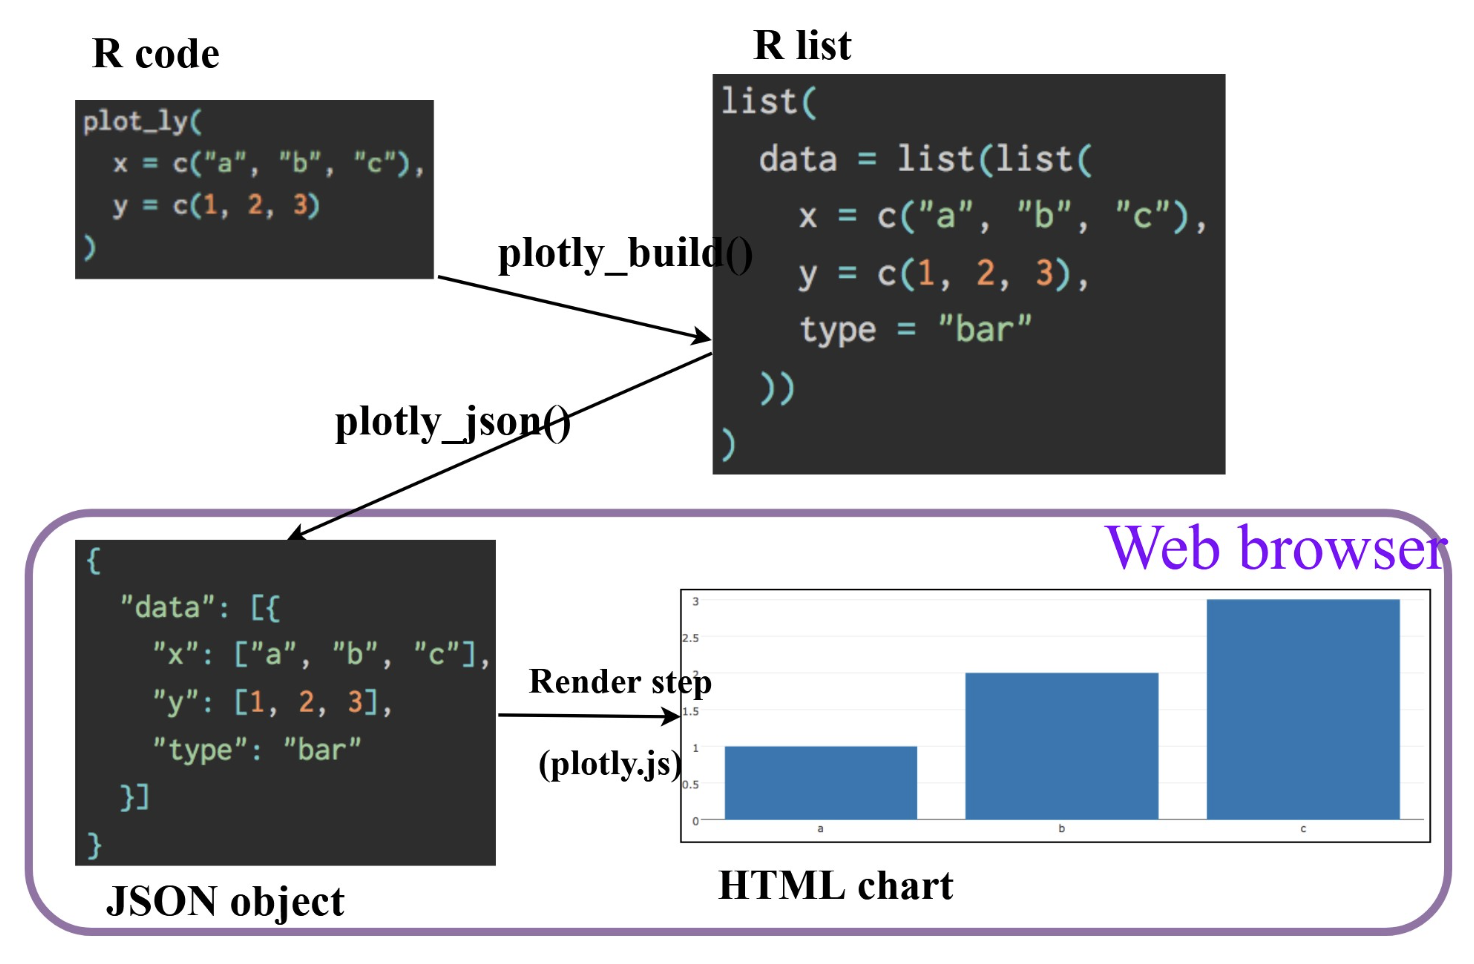 R code
plot_ly(
x = c("a", "b", "c"),
y = c(1, 2, 3)
)
plotly_build()
R list
list(
data = list(list(
x = c("a", "b", "c"),
y = c(1, 2, 3),
type = "bar"
))
)
plotly_json()
Web browser
{
"data": [{
"x": ["a", "b", "c"],
"y": [1, 2, 3],
"type": "bar"
}]
}
JSON object
Render step
(plotly.js)
3
2.5
2
1.5
1
0.5
0
a b c
HTML chart